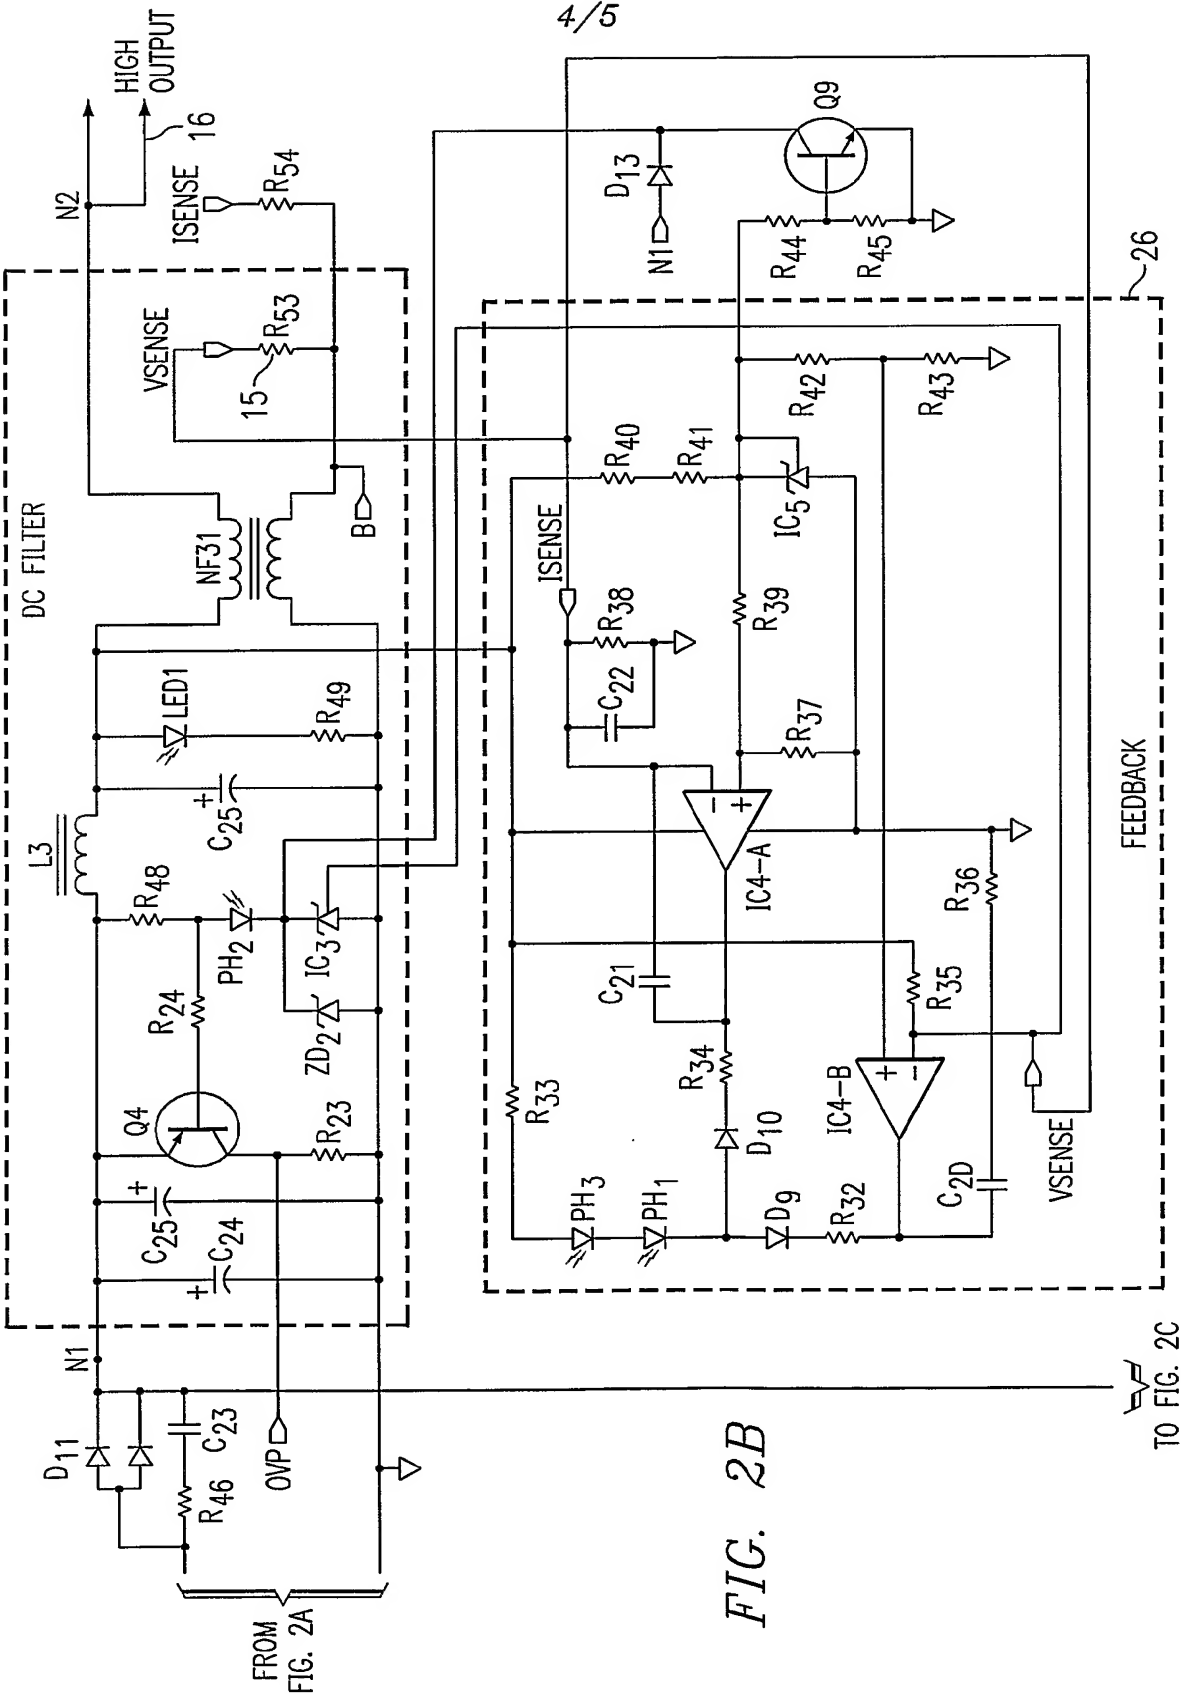 4/5
N2
HIGH
OUTPUT
16
ISENSE
R54
DC FILTER
VSENSE
15
R53
NF31
B
L3
LED1
R49
C25
R48
PH2
IC3
R24
ZD2
Q4
R23
C25
C24
N1
D11
C23
R46
OVP
FROM
FIG. 2A
N1
D13
Q9
R44
R45
26
R42
R43
R40
R41
IC5
ISENSE
R38
C22
R39
R37
IC4-A
R36
FEEDBACK
C21
R35
R34
R33
IC4-B
D10
VSENSE
PH3
PH1
D9
R32
C2D
TO FIG. 2C
FIG. 2B